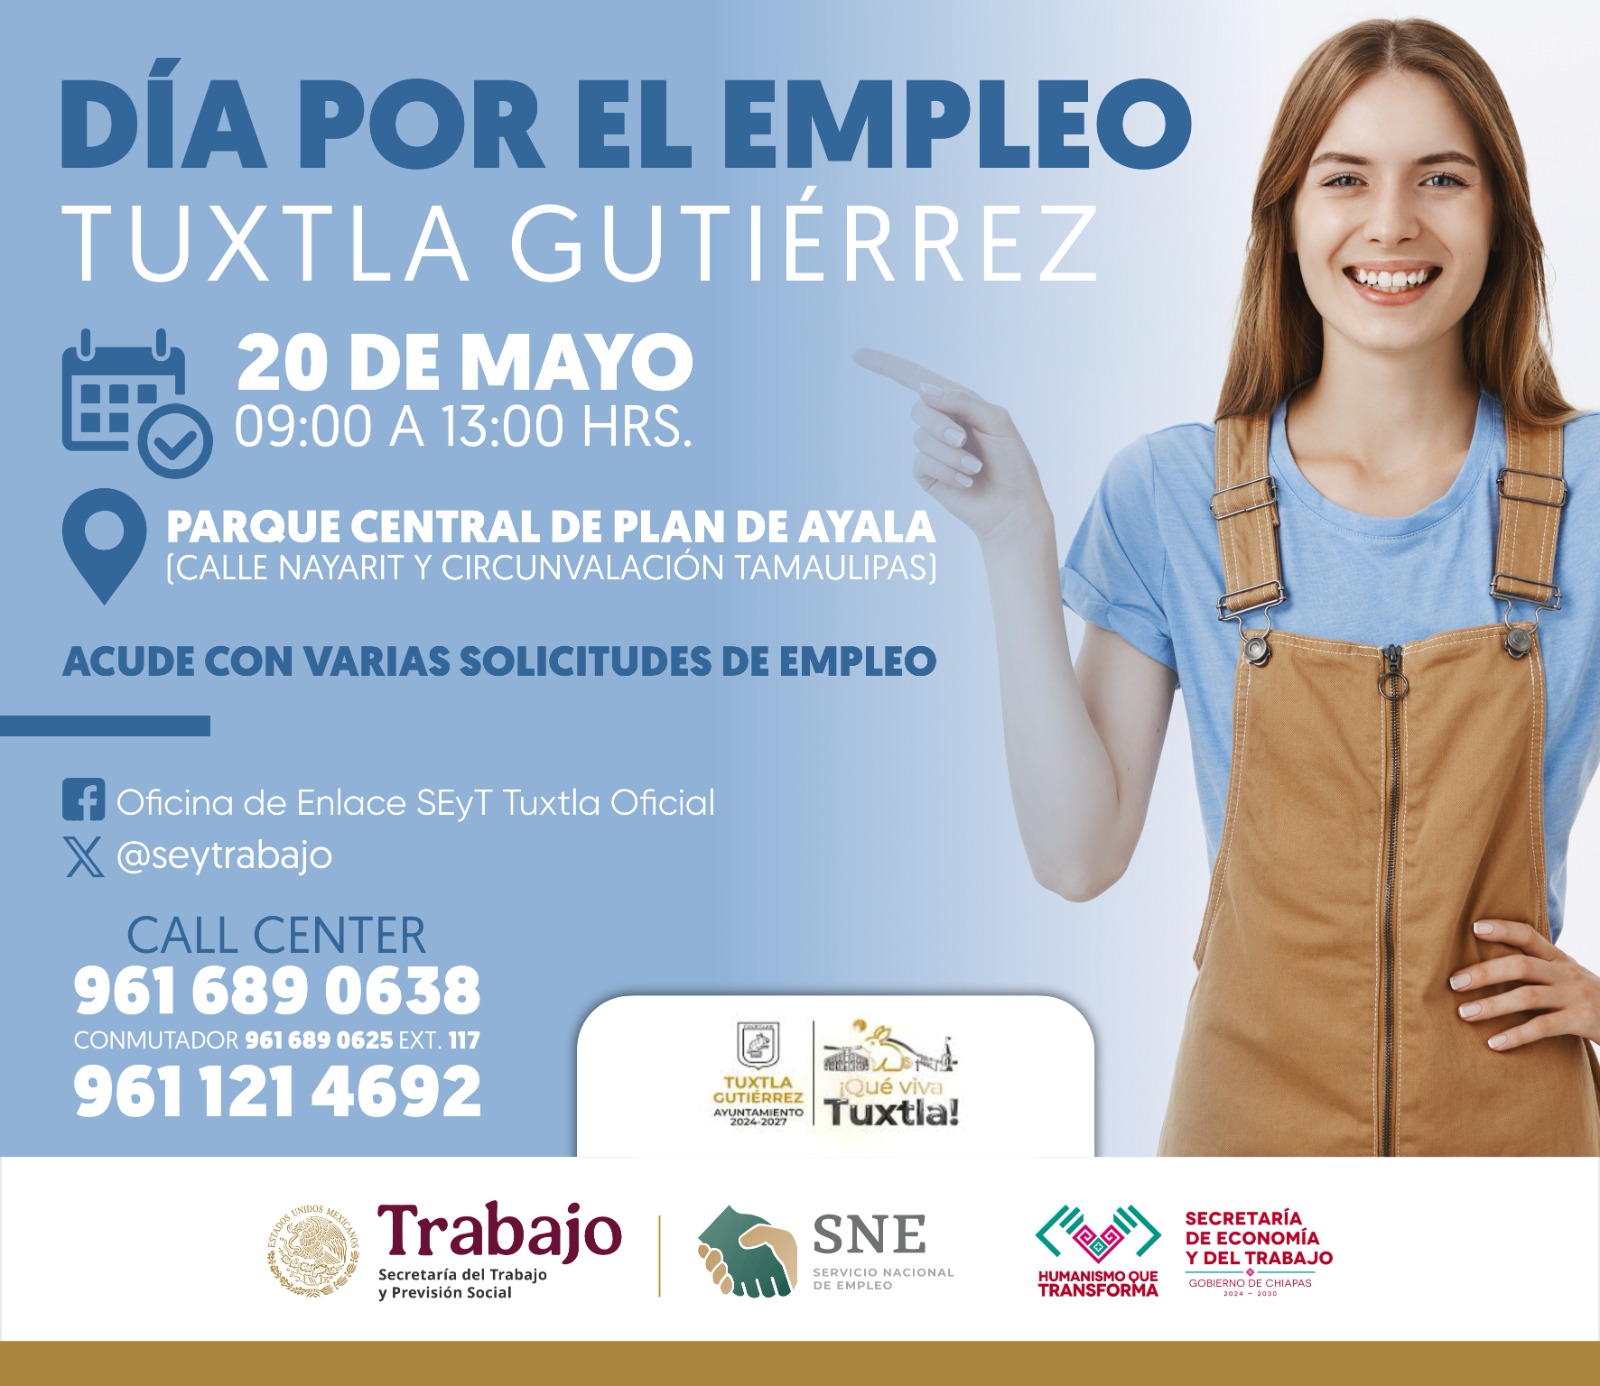 DÍA POR EL EMPLEO
TUXTLA GUTIÉRREZ
20 DE MAYO
09:00 A 13:00 HRS.
PARQUE CENTRAL DE PLAN DE AYALA
(CALLE NAYARIT Y CIRCUNVALACIÓN TAMAULIPAS)
ACUDE CON VARIAS SOLICITUDES DE EMPLEO
Oficina de Enlace SEyT Tuxtla Oficial
@seytrabajo
CALL CENTER
961 689 0638
CONMUTADOR 961 689 0625 EXT. 117
961 121 4692
TUXTLA
GUTIÉRREZ
AYUNTAMIENTO
2024-2027
¡Qué viva
Tuxtla!
ESTADOS UNIDOS MEXICANOS
Trabajo
Secretaría del Trabajo
y Previsión Social
SNE
SERVICIO NACIONAL
DE EMPLEO
HUMANISMO QUE
TRANSFORMA
SECRETARÍA
DE ECONOMÍA
Y DEL TRABAJO
GOBIERNO DE CHIAPAS
2024 – 2030